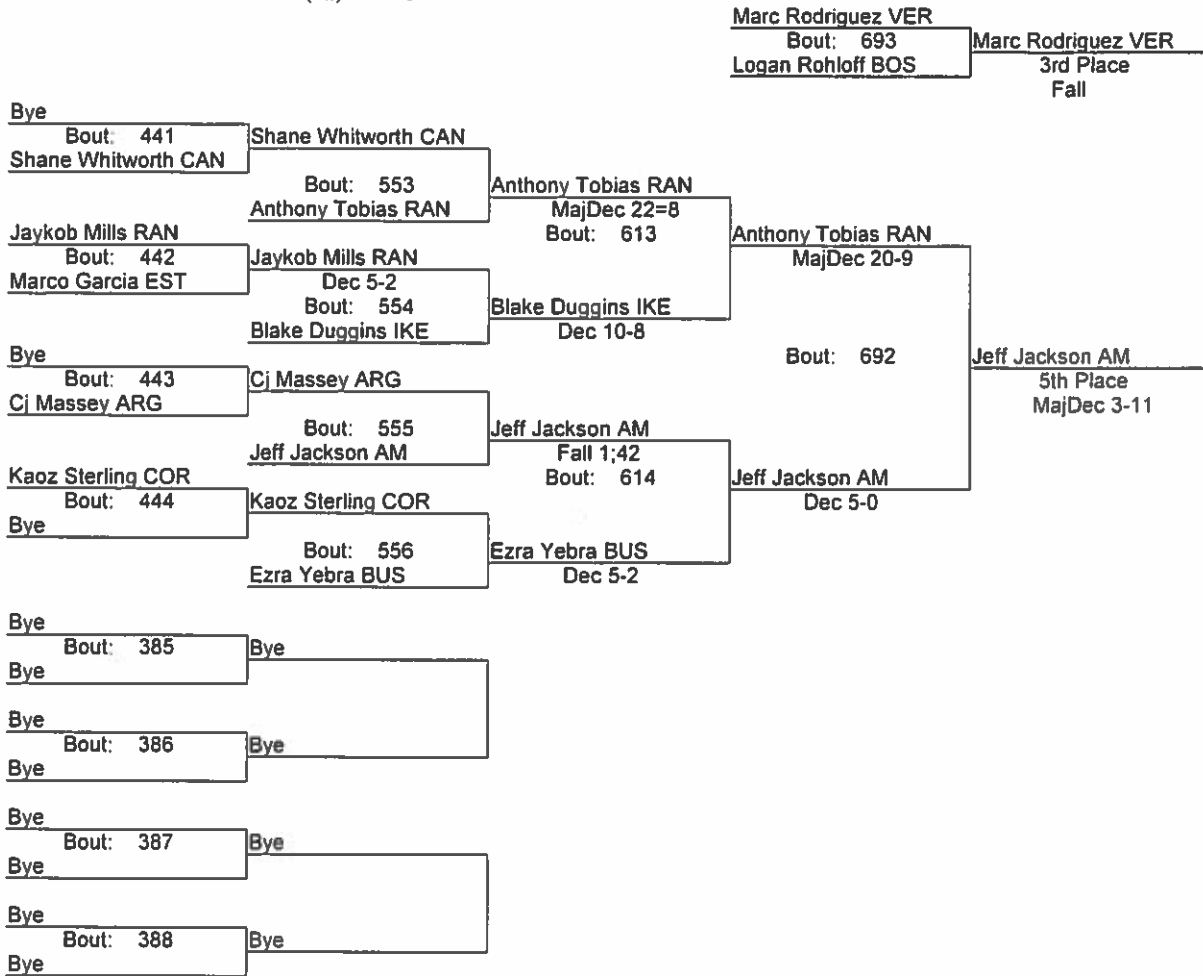 Marc Rodriguez VER
Bout: 693
Marc Rodriguez VER
Logan Rohloff BOS
3rd Place
Fall
Bye
Bout: 441
Shane Whitworth CAN
Shane Whitworth CAN
Bout: 553
Anthony Tobias RAN
Anthony Tobias RAN
MajDec 22=8
Bout: 613
Jaykob Mills RAN
Bout: 442
Jaykob Mills RAN
Marco Garcia EST
Dec 5-2
Bout: 554
Blake Duggins IKE
Blake Duggins IKE
Dec 10-8
Anthony Tobias RAN
MajDec 20-9
Bout: 692
Jeff Jackson AM
5th Place
MajDec 3-11
Bye
Bout: 443
Cj Massey ARG
Cj Massey ARG
Bout: 555
Jeff Jackson AM
Jeff Jackson AM
Fall 1;42
Bout: 614
Jeff Jackson AM
Dec 5-0
Kaoz Sterling COR
Bout: 444
Kaoz Sterling COR
Bye
Bout: 556
Ezra Yebra BUS
Ezra Yebra BUS
Dec 5-2
Bye
Bout: 385
Bye
Bye
Bye
Bout: 386
Bye
Bye
Bye
Bout: 387
Bye
Bye
Bye
Bout: 388
Bye
Bye